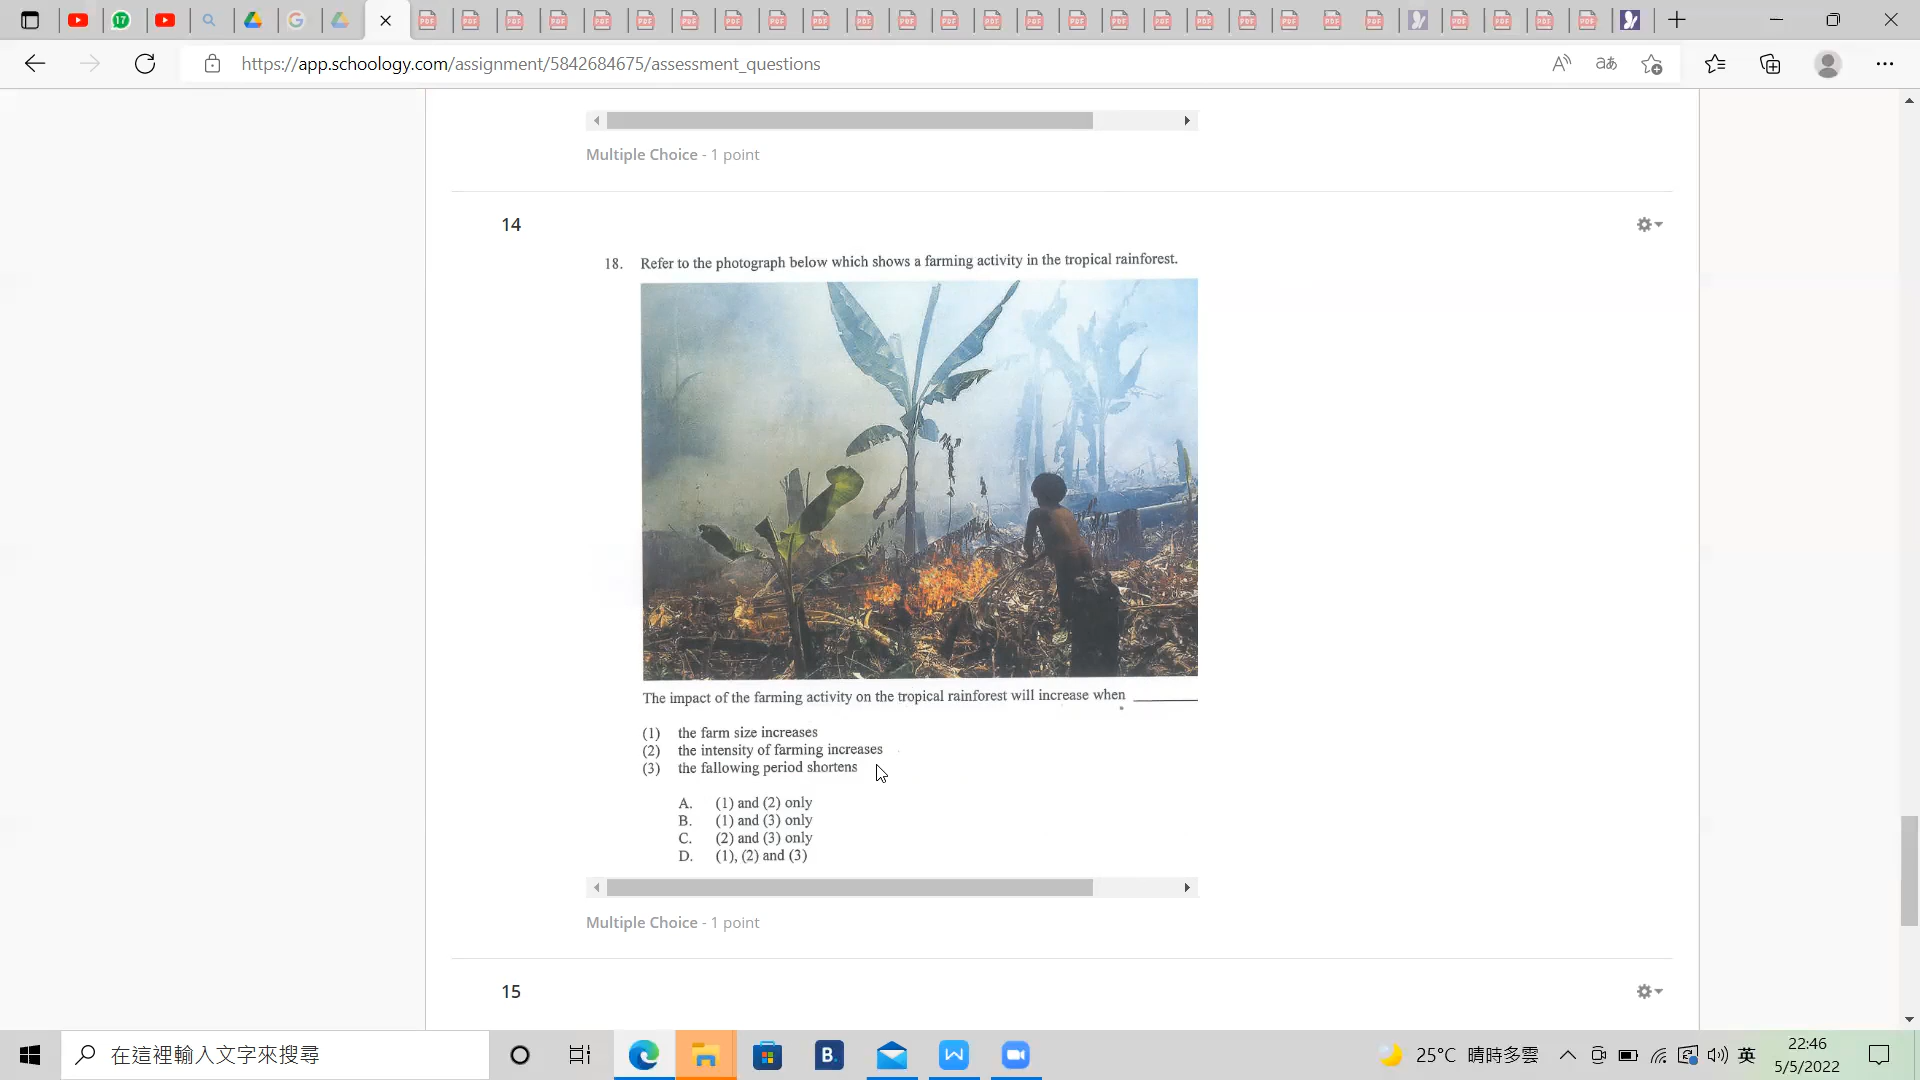 17
https://app.schoology.com/assignment/5842684675/assessment_questions
Multiple Choice - 1 point
14
18. Refer to the photograph below which shows a farming activity in the tropical rainforest.
The impact of the farming activity on the tropical rainforest will increase when ________
(1) the farm size increases
(2) the intensity of farming increases
(3) the fallowing period shortens
A. (1) and (2) only
B. (1) and (3) only
C. (2) and (3) only
D. (1), (2) and (3)
Multiple Choice - 1 point
15
在這裡輸入文字來搜尋
B.
25°C 晴時多雲
英
22:46
5/5/2022